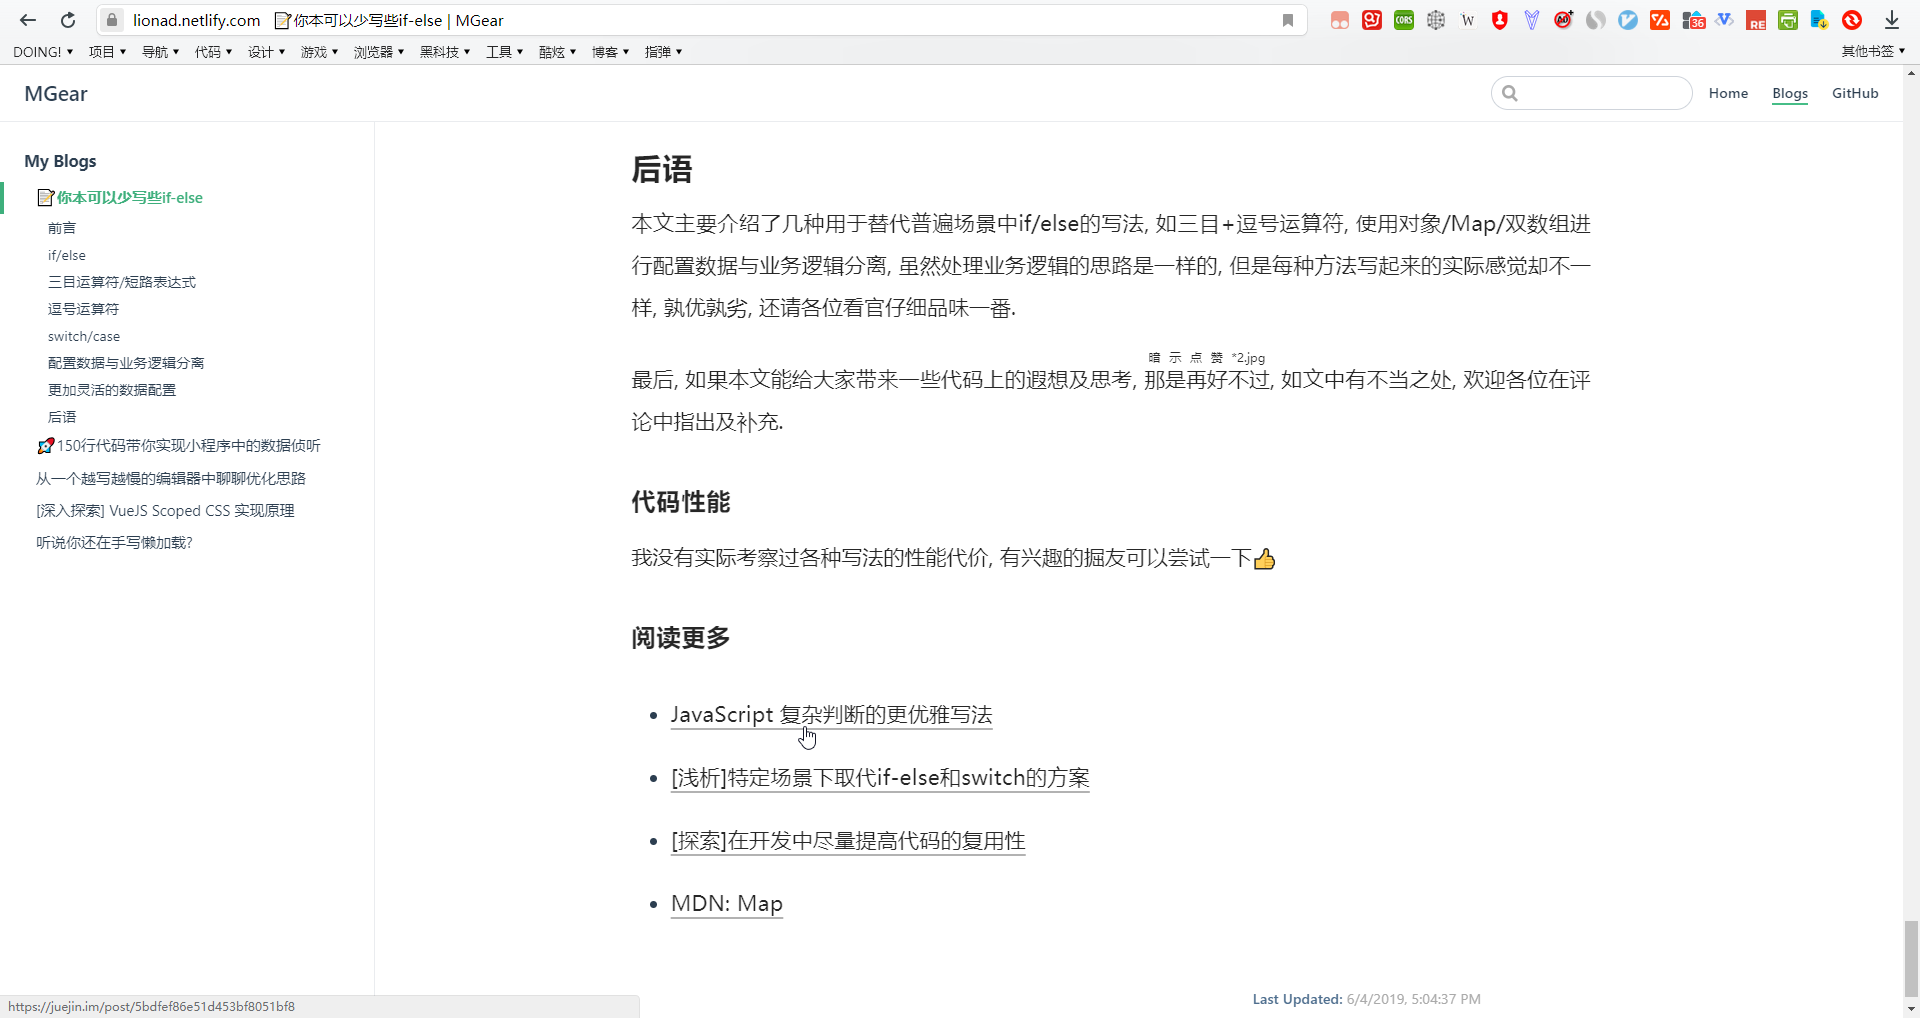 lionad.netlify.com 📝你本可以少写些if-else | MGear
CORS W AD 36 RE
DOING! ▾ 项目 ▾ 导航 ▾ 代码 ▾ 设计 ▾ 游戏 ▾ 浏览器 ▾ 黑科技 ▾ 工具 ▾ 酷炫 ▾ 博客 ▾ 指弹 ▾ 其他书签 ▾
MGear
Home Blogs GitHub
My Blogs
📝你本可以少写些if-else
前言
if/else
三目运算符/短路表达式
逗号运算符
switch/case
配置数据与业务逻辑分离
更加灵活的数据配置
后语
🚀150行代码带你实现小程序中的数据侦听
从一个越写越慢的编辑器中聊聊优化思路
[深入探索] VueJS Scoped CSS 实现原理
听说你还在手写懒加载?
后语
本文主要介绍了几种用于替代普遍场景中if/else的写法, 如三目+逗号运算符, 使用对象/Map/双数组进
行配置数据与业务逻辑分离, 虽然处理业务逻辑的思路是一样的, 但是每种方法写起来的实际感觉却不一
样, 孰优孰劣, 还请各位看官仔细品味一番.
暗示点赞*2.jpg
最后, 如果本文能给大家带来一些代码上的遐想及思考, 那是再好不过, 如文中有不当之处, 欢迎各位在评
论中指出及补充.
代码性能
我没有实际考察过各种写法的性能代价, 有兴趣的掘友可以尝试一下👍
阅读更多
• JavaScript 复杂判断的更优雅写法
• [浅析]特定场景下取代if-else和switch的方案
• [探索]在开发中尽量提高代码的复用性
• MDN: Map
Last Updated: 6/4/2019, 5:04:37 PM
https://juejin.im/post/5bdfef86e51d453bf8051bf8